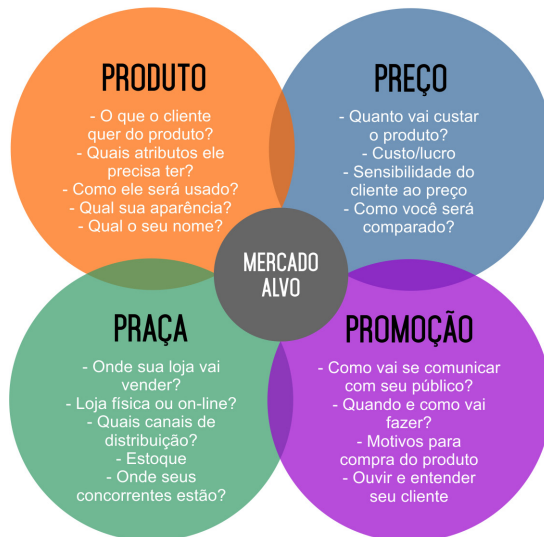 PRODUTO
- O que o cliente
quer do produto?
- Quais atributos ele
precisa ter?
- Como ele será usado?
- Qual sua aparência?
- Qual o seu nome?
PREÇO
- Quanto vai custar
o produto?
- Custo/lucro
- Sensibilidade do
cliente ao preço
- Como você será
comparado?
MERCADO
ALVO
PRAÇA
- Onde sua loja vai
vender?
- Loja física ou on-line?
- Quais canais de
distribuição?
- Estoque
- Onde seus
concorrentes estão?
PROMOÇÃO
- Como vai se comunicar
com seu público?
- Quando e como vai
fazer?
- Motivos para
compra do produto
- Ouvir e entender
seu cliente